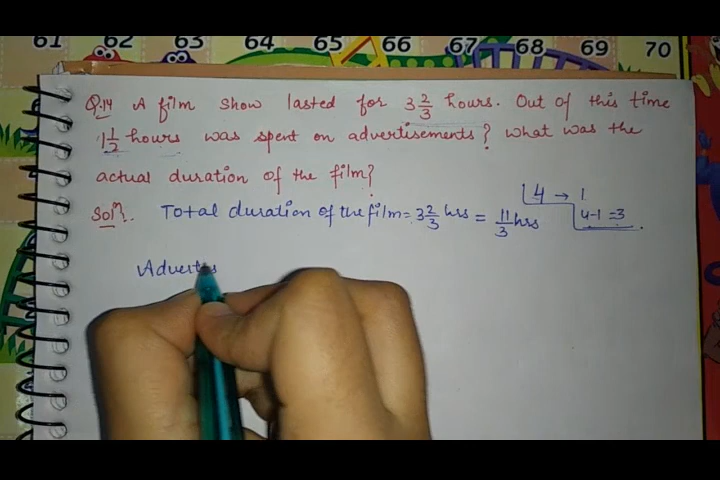 61 62 63 64 65 66 67 68 69 70
Q.14 A film show lasted for 3 2/3 hours. Out of this time
1 1/2 hours was spent on advertisements? What was the
actual duration of the film?
Solⁿ. Total duration of the film = 3 2/3 hrs = 11/3 hrs
4 → 1
4-1=3
Advertis